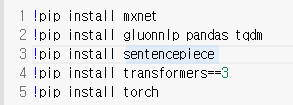 1 !pip install mxnet
2 !pip install gluonnlp pandas tqdm
3 !pip install sentencepiece
4 !pip install transformers==3
5 !pip install torch